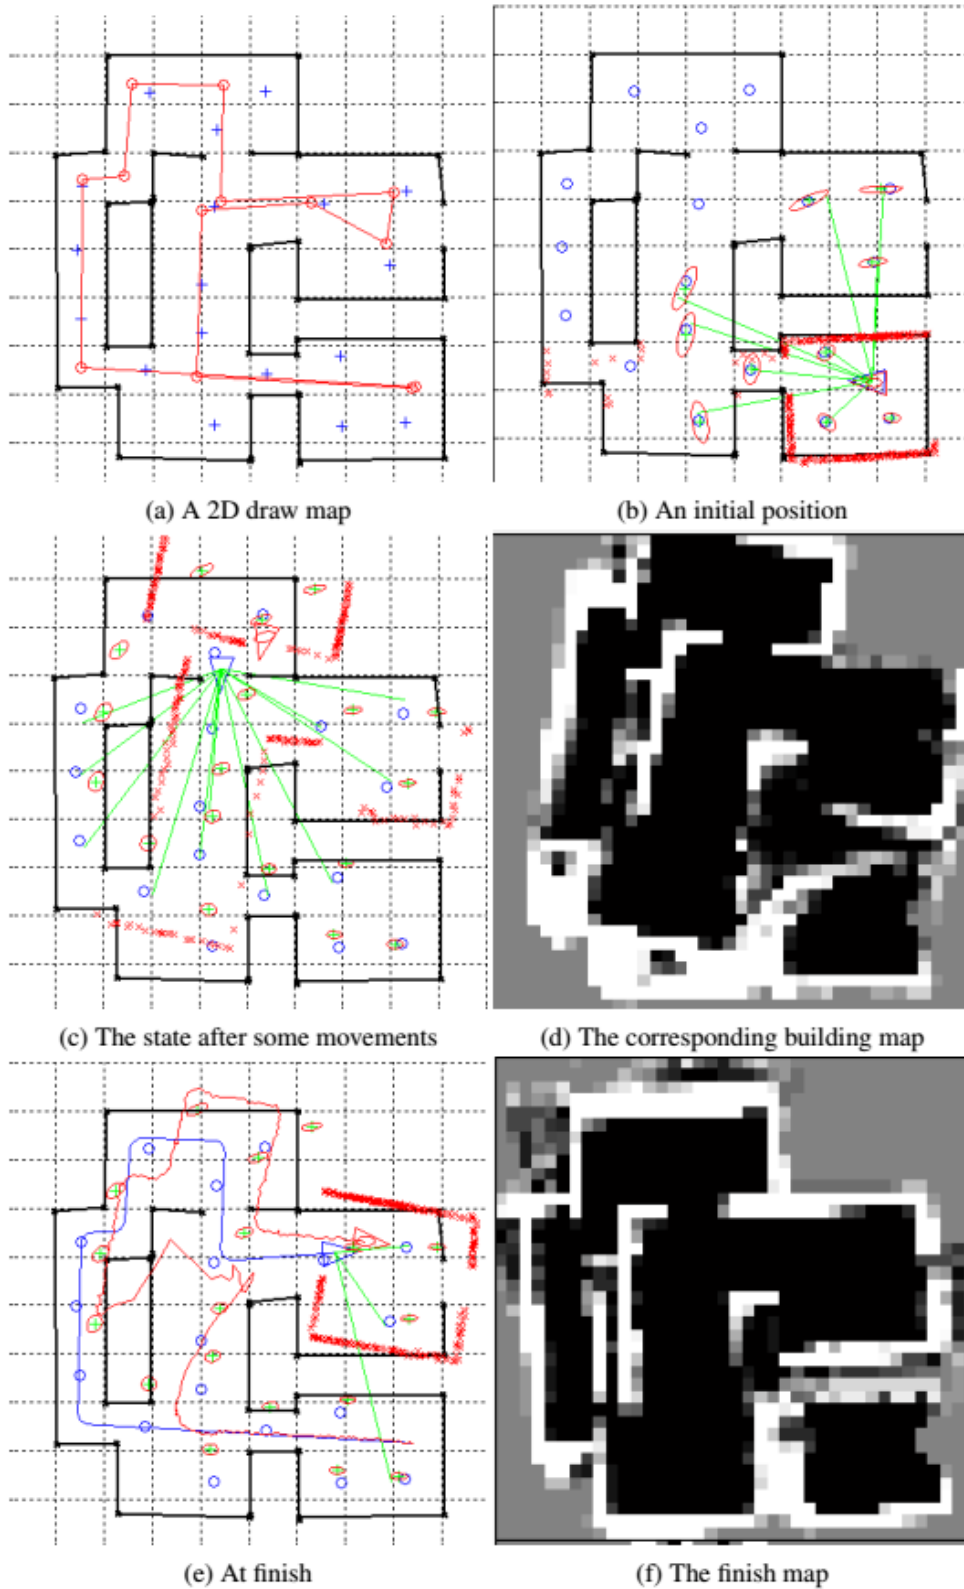 (a) A 2D draw map
(b) An initial position
(c) The state after some movements
(d) The corresponding building map
(e) At finish
(f) The finish map